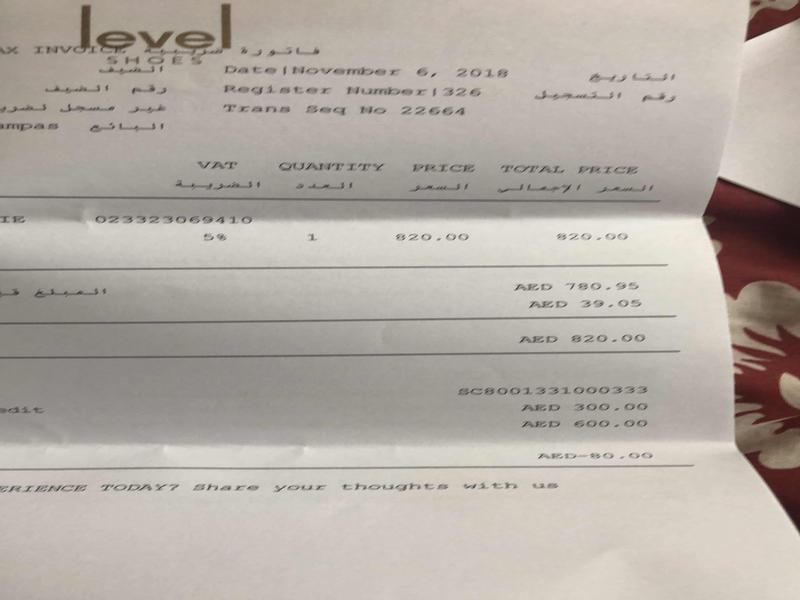 level
SHOES
AX INVOICE فاتورة ضريبية
الضيف Date|November 6, 2018 التاريخ
رقم الضيف Register Number|326 رقم التسجيل
غير مسجل لضري Trans Seq No 22664
ampas البائع
VAT QUANTITY PRICE TOTAL PRICE
الضريبة العدد السعر السعر الاجمالي
IE 023323069410
5% 1 820.00 820.00
المبلغ AED 780.95
AED 39.05
AED 820.00
SC8001331000333
edit AED 300.00
AED 600.00
AED-80.00
ERIENCE TODAY? Share your thoughts with us